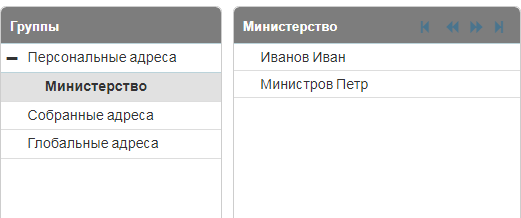 Группы
Персональные адреса
Министерство
Собранные адреса
Глобальные адреса
Министерство
Иванов Иван
Министров Петр